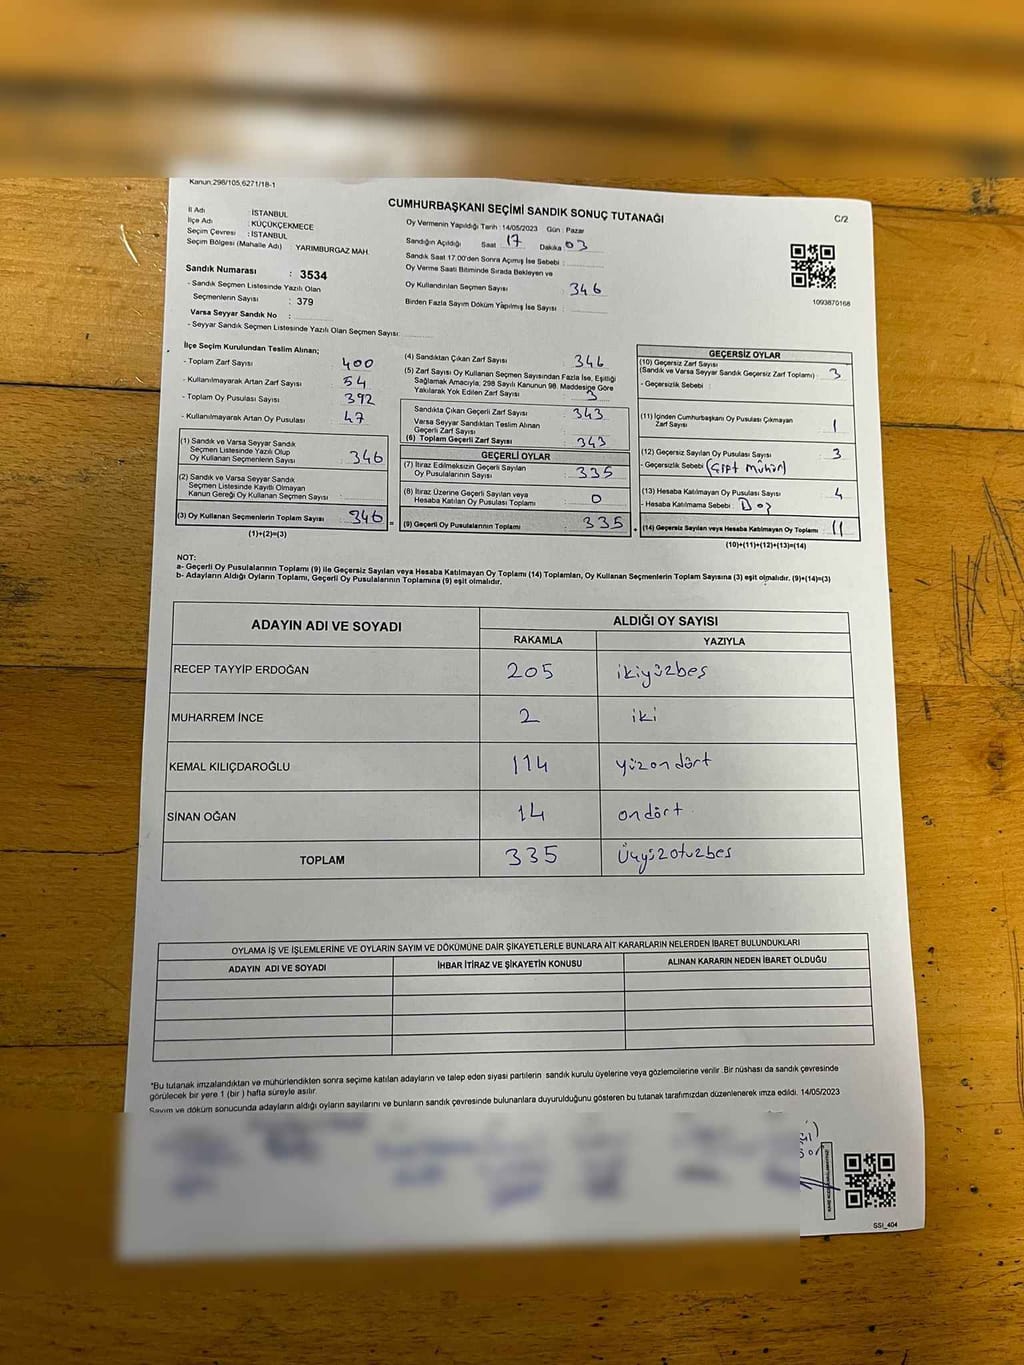 Kanun,298/105,6271/18-1
CUMHURBAŞKANI SEÇİMİ SANDIK SONUÇ TUTANAĞI
C/2
İl Adı : İSTANBUL
İlçe Adı : KÜÇÜKÇEKMECE
Seçim Çevresi : İSTANBUL
Seçim Bölgesi (Mahalle Adı) YARIMBURGAZ MAH.
Sandık Numarası : 3534
- Sandık Seçmen Listesinde Yazılı Olan
Seçmenlerin Sayısı : 379
Varsa Seyyar Sandık No :
- Seyyar Sandık Seçmen Listesinde Yazılı Olan Seçmen Sayısı:
Oy Vermenin Yapıldığı Tarih : 14/05/2023 Gün : Pazar
Sandığın Açıldığı Saat 17 Dakika 03
Sandık Saat 17.00'den Sonra Açımış İse Sebebi :
Oy Verme Saati Bitiminde Sırada Bekleyen ve
Oy Kullandırılan Seçmen Sayısı 346
Birden Fazla Sayım Döküm Yapılmış İse Sayısı :
1093870168
İlçe Seçim Kurulundan Teslim Alınan;
- Toplam Zarf Sayısı 400
- Kullanılmayarak Artan Zarf Sayısı 54
- Toplam Oy Pusulası Sayısı 392
- Kullanılmayarak Artan Oy Pusulası 47
(1) Sandık ve Varsa Seyyar Sandık
Seçmen Listesinde Yazılı Olup
Oy Kullanan Seçmenlerin Sayısı 346
(2) Sandık ve Varsa Seyyar Sandık
Seçmen Listesinde Kayıtlı Olmayan
Kanun Gereği Oy Kullanan Seçmen Sayısı :
(3) Oy Kullanan Seçmenlerin Toplam Sayısı 346 =
(1)+(2)=(3)
(4) Sandıktan Çıkan Zarf Sayısı 346
(5) Zarf Sayısı Oy Kullanan Seçmen Sayısından Fazla İse, Eşitliği
Sağlamak Amacıyla, 298 Sayılı Kanunun 98. Maddesine Göre
Yakılarak Yok Edilen Zarf Sayısı 3
Sandıkta Çıkan Geçerli Zarf Sayısı 343
Varsa Seyyar Sandıktan Teslim Alınan
Geçerli Zarf Sayısı
(6) Toplam Geçerli Zarf Sayısı 343
GEÇERLİ OYLAR
(7) İtiraz Edilmeksizin Geçerli Sayılan
Oy Pusulalarının Sayısı 335
(8) İtiraz Üzerine Geçerli Sayılan veya
Hesaba Katılan Oy Pusulası Toplamı 0
(9) Geçerli Oy Pusulalarının Toplamı 335 +
GEÇERSİZ OYLAR
(10) Geçersiz Zarf Sayısı
(Sandık ve Varsa Seyyar Sandık Geçersiz Zarf Toplamı) : 3
- Geçersizlik Sebebi :
(11) İçinden Cumhurbaşkanı Oy Pusulası Çıkmayan
Zarf Sayısı 1
(12) Geçersiz Sayılan Oy Pusulası Sayısı 3
- Geçersizlik Sebebi : (Çift Mühür)
(13) Hesaba Katılmayan Oy Pusulası Sayısı 4
- Hesaba Katılmama Sebebi :
(14) Geçersiz Sayılan veya Hesaba Katılmayan Oy Toplamı : 11
(10)+(11)+(12)+(13)=(14)
NOT:
a- Geçerli Oy Pusulalarının Toplamı (9) ile Geçersiz Sayılan veya Hesaba Katılmayan Oy Toplamı (14) Toplamları, Oy Kullanan Seçmenlerin Toplam Sayısına (3) eşit olmalıdır. (9)+(14)=(3)
b- Adayların Aldığı Oyların Toplamı, Geçerli Oy Pusulalarının Toplamına (9) eşit olmalıdır.
ADAYIN ADI VE SOYADI
ALDIĞI OY SAYISI
RAKAMLA YAZIYLA
RECEP TAYYİP ERDOĞAN 205 ikiyüzbeş
MUHARREM İNCE 2 iki
KEMAL KILIÇDAROĞLU 114 yüzondört
SİNAN OĞAN 14 ondört
TOPLAM 335 Üçyüzotuzbeş
OYLAMA İŞ VE İŞLEMLERİNE VE OYLARIN SAYIM VE DÖKÜMÜNE DAİR ŞİKAYETLERLE BUNLARA AİT KARARLARIN NELERDEN İBARET BULUNDUKLARI
ADAYIN ADI VE SOYADI İHBAR İTİRAZ VE ŞİKAYETİN KONUSU ALINAN KARARIN NEDEN İBARET OLDUĞU
*Bu tutanak imzalandıktan ve mühürlendikten sonra seçime katılan adayların ve talep eden siyasi partilerin sandık kurulu üyelerine veya gözlemcilerine verilir .Bir nüshası da sandık çevresinde
görülecek bir yere 1 (bir ) hafta süreyle asılır.
Sayım ve döküm sonucunda adayların aldığı oyların sayılarını ve bunların sandık çevresinde bulunanlara duyurulduğunu gösteren bu tutanak tarafımızdan düzenlenerek imza edildi. 14/05/2023
SSI_404